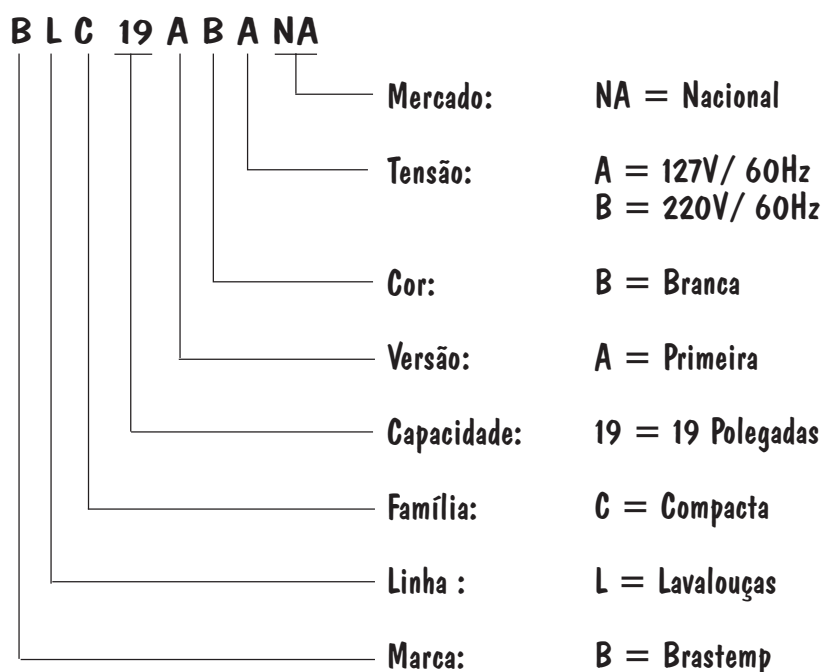 B L C 19 A B A NA
Mercado: NA = Nacional
Tensão: A = 127V/ 60Hz
B = 220V/ 60Hz
Cor: B = Branca
Versão: A = Primeira
Capacidade: 19 = 19 Polegadas
Família: C = Compacta
Linha : L = Lavalouças
Marca: B = Brastemp